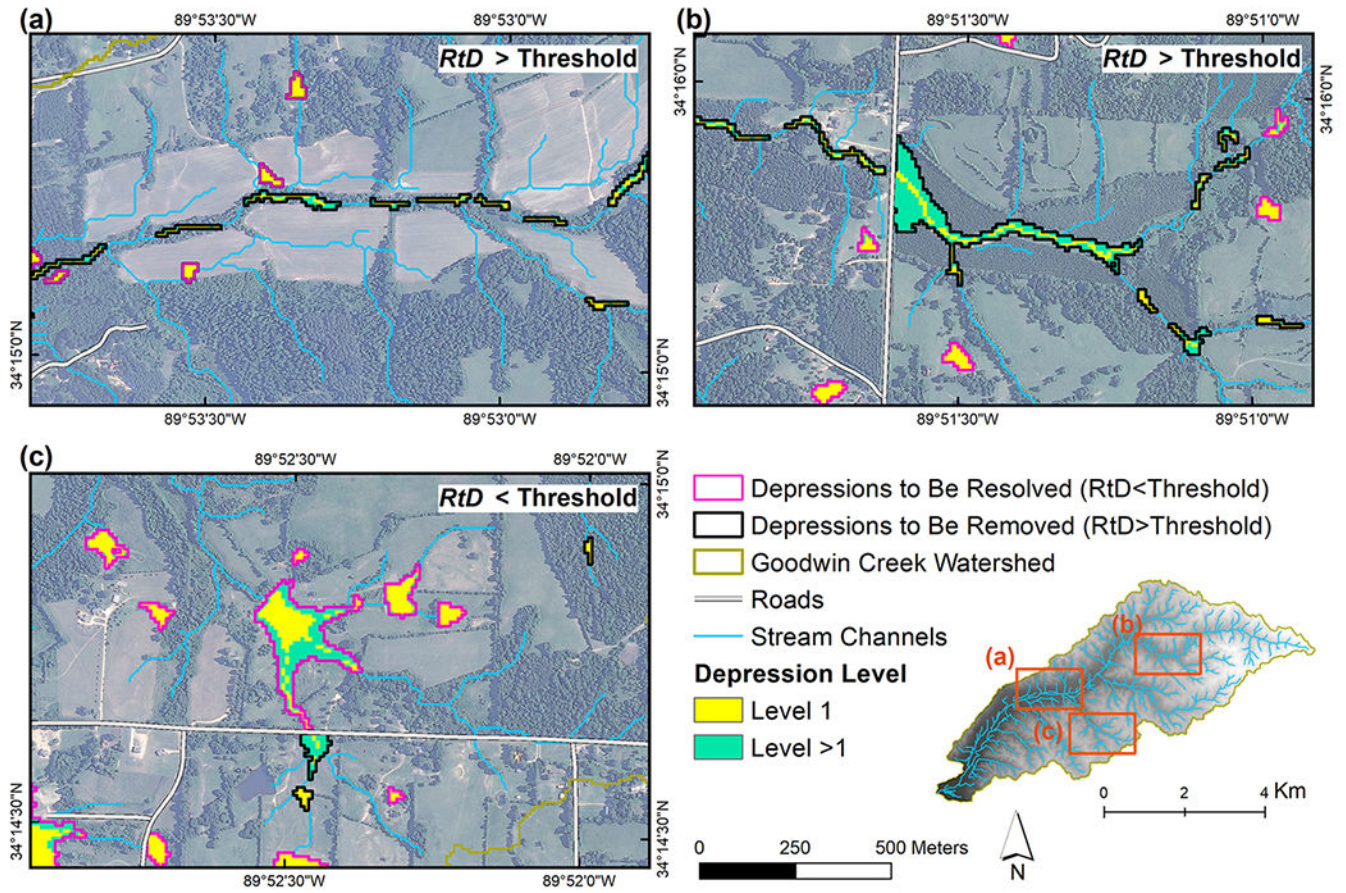 (a)
89°53'30"W
89°53'0"W
RtD > Threshold
34°15'0"N
34°15'0"N
89°53'30"W
89°53'0"W
(b)
89°51'30"W
89°51'0"W
RtD > Threshold
34°16'0"N
34°16'0"N
89°51'30"W
89°51'0"W
(c)
89°52'30"W
89°52'0"W
RtD < Threshold
34°15'0"N
34°14'30"N
34°14'30"N
89°52'30"W
89°52'0"W
Depressions to Be Resolved (RtD<Threshold)
Depressions to Be Removed (RtD>Threshold)
Goodwin Creek Watershed
Roads
Stream Channels
Depression Level
Level 1
Level >1
(a)
(b)
(c)
0 2 4 Km
0 250 500 Meters
N